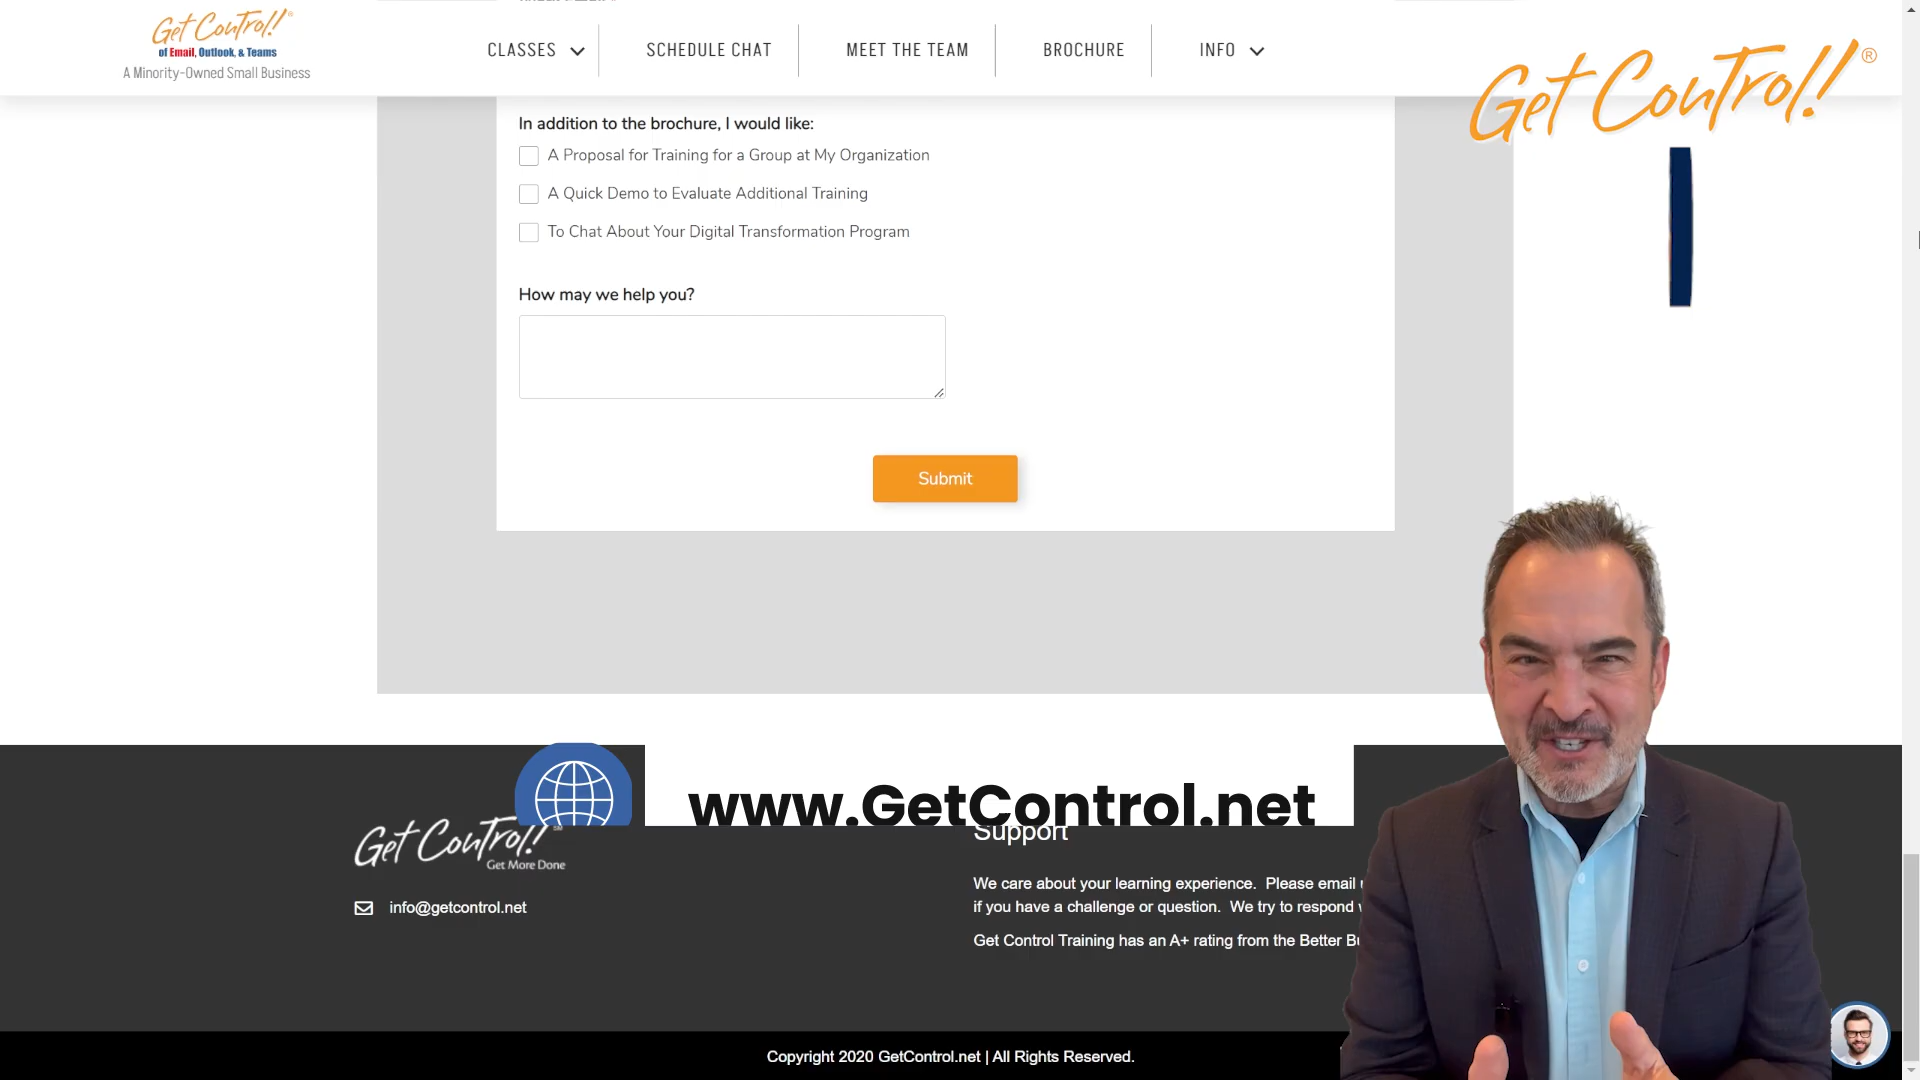 Get Control!®
of Email, Outlook, & Teams
A Minority-Owned Small Business
CLASSES
SCHEDULE CHAT
MEET THE TEAM
BROCHURE
INFO
Get Control!®
In addition to the brochure, I would like:
A Proposal for Training for a Group at My Organization
A Quick Demo to Evaluate Additional Training
To Chat About Your Digital Transformation Program
How may we help you?
Submit
www.GetControl.net
Get Control! SM
Get More Done
info@getcontrol.net
Support
We care about your learning experience. Please email
if you have a challenge or question. We try to respond
Get Control Training has an A+ rating from the Better
Copyright 2020 GetControl.net | All Rights Reserved.